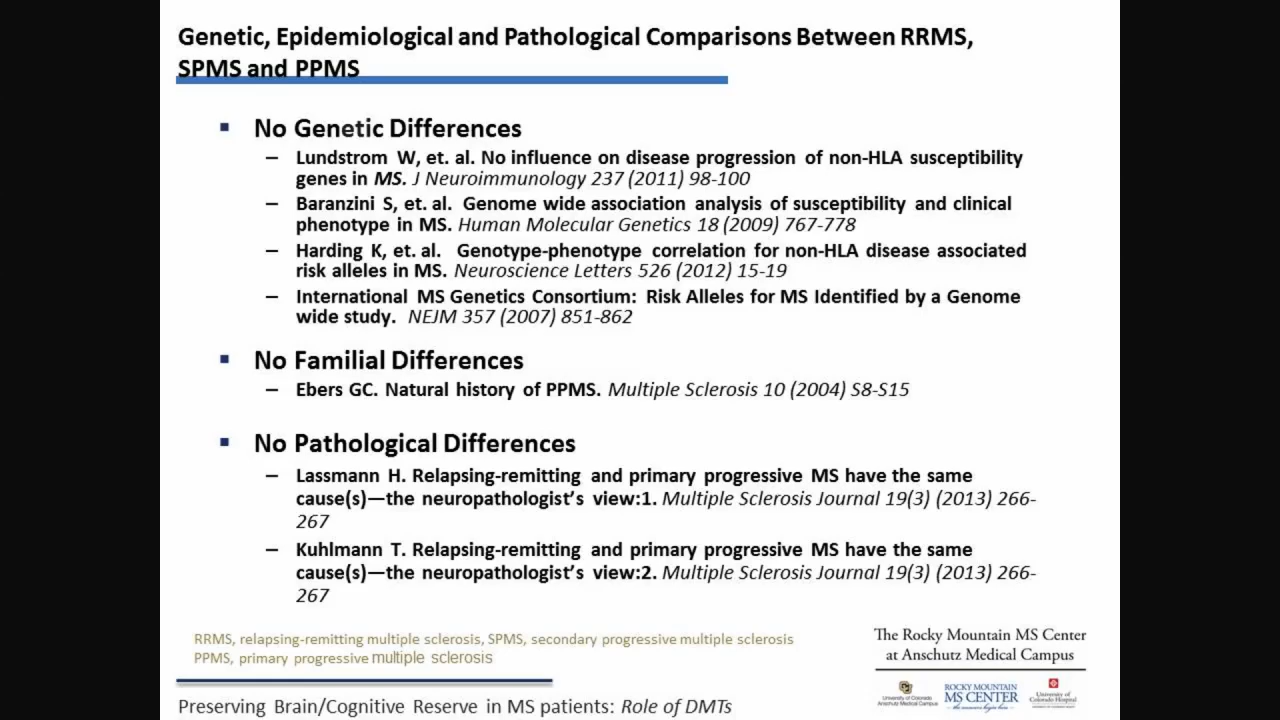 Genetic, Epidemiological and Pathological Comparisons Between RRMS,
SPMS and PPMS
▪ No Genetic Differences
– Lundstrom W, et. al. No influence on disease progression of non-HLA susceptibility
genes in MS. J Neuroimmunology 237 (2011) 98-100
– Baranzini S, et. al. Genome wide association analysis of susceptibility and clinical
phenotype in MS. Human Molecular Genetics 18 (2009) 767-778
– Harding K, et. al. Genotype-phenotype correlation for non-HLA disease associated
risk alleles in MS. Neuroscience Letters 526 (2012) 15-19
– International MS Genetics Consortium: Risk Alleles for MS Identified by a Genome
wide study. NEJM 357 (2007) 851-862
▪ No Familial Differences
– Ebers GC. Natural history of PPMS. Multiple Sclerosis 10 (2004) S8-S15
▪ No Pathological Differences
– Lassmann H. Relapsing-remitting and primary progressive MS have the same
cause(s)—the neuropathologist's view:1. Multiple Sclerosis Journal 19(3) (2013) 266-
267
– Kuhlmann T. Relapsing-remitting and primary progressive MS have the same
cause(s)—the neuropathologist's view:2. Multiple Sclerosis Journal 19(3) (2013) 266-
267
RRMS, relapsing-remitting multiple sclerosis, SPMS, secondary progressive multiple sclerosis
PPMS, primary progressive multiple sclerosis
The Rocky Mountain MS Center
at Anschutz Medical Campus
University of Colorado
Anschutz Medical Campus
ROCKY MOUNTAIN
MS CENTER
University of
Colorado Hospital
Preserving Brain/Cognitive Reserve in MS patients: Role of DMTs